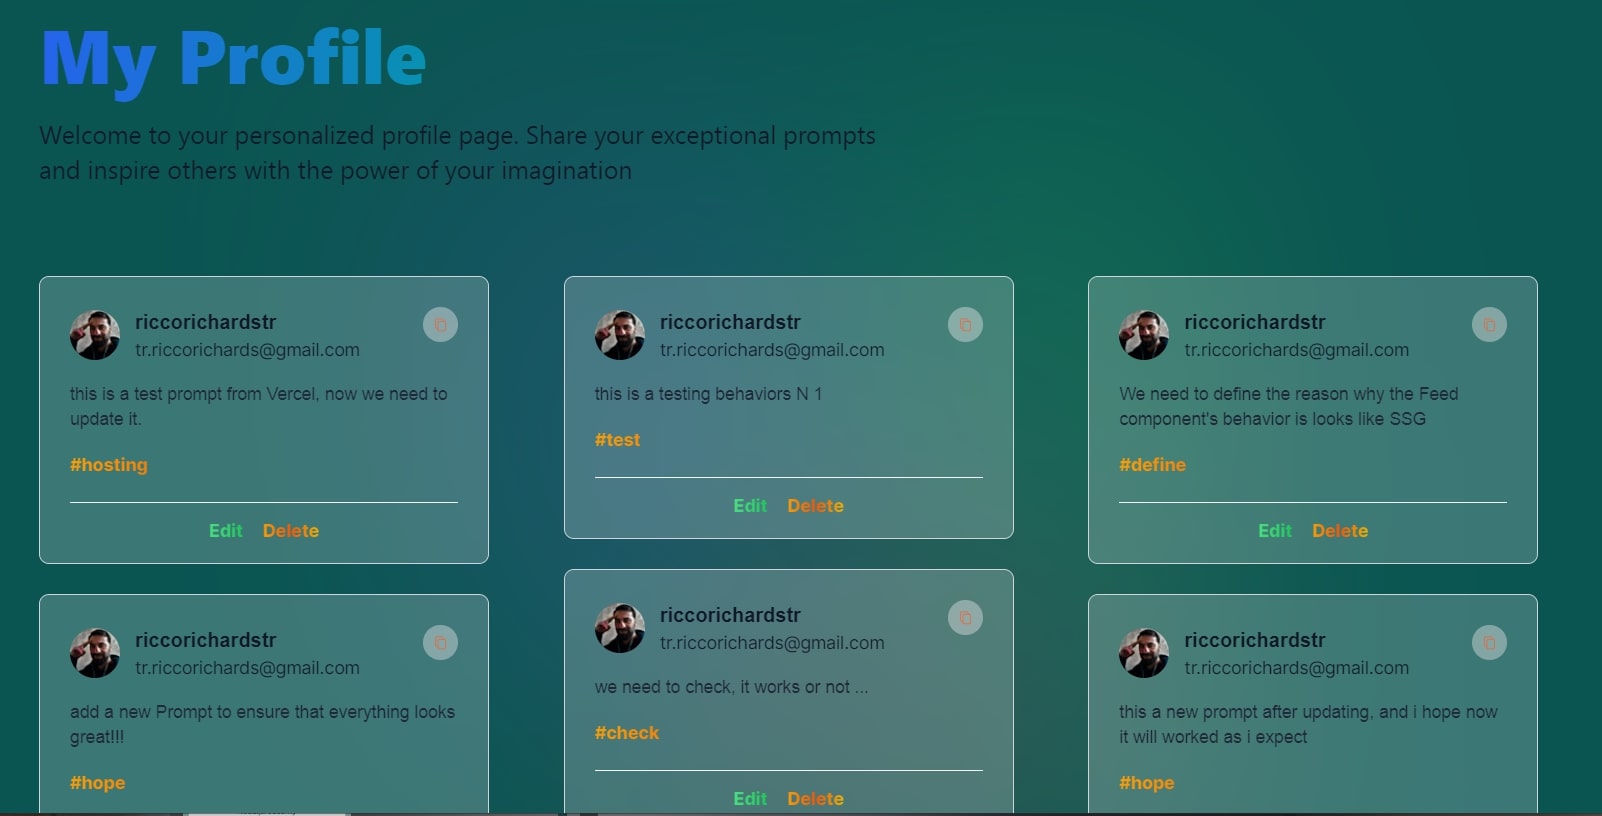 My Profile
Welcome to your personalized profile page. Share your exceptional prompts
and inspire others with the power of your imagination
riccorichardstr
tr.riccorichards@gmail.com
this is a test prompt from Vercel, now we need to
update it.
#hosting
Edit Delete
riccorichardstr
tr.riccorichards@gmail.com
this is a testing behaviors N 1
#test
Edit Delete
riccorichardstr
tr.riccorichards@gmail.com
We need to define the reason why the Feed
component's behavior is looks like SSG
#define
Edit Delete
riccorichardstr
tr.riccorichards@gmail.com
add a new Prompt to ensure that everything looks
great!!!
#hope
riccorichardstr
tr.riccorichards@gmail.com
we need to check, it works or not ...
#check
Edit Delete
riccorichardstr
tr.riccorichards@gmail.com
this a new prompt after updating, and i hope now
it will worked as i expect
#hope